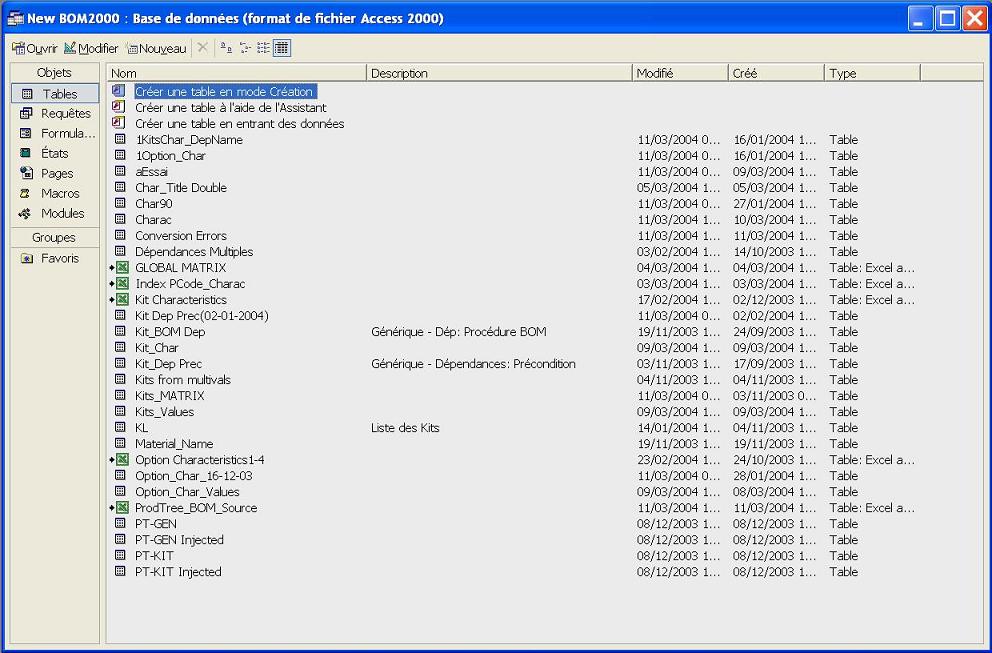 New BOM2000 : Base de données (format de fichier Access 2000)
Ouvrir Modifier Nouveau
Objets
Tables
Requêtes
Formula...
États
Pages
Macros
Modules
Groupes
Favoris
Nom Description Modifié Créé Type
Créer une table en mode Création
Créer une table à l'aide de l'Assistant
Créer une table en entrant des données
1KitsChar_DepName 11/03/2004 0... 16/01/2004 1... Table
1Option_Char 11/03/2004 0... 16/01/2004 1... Table
aEssai 11/03/2004 0... 09/03/2004 1... Table
Char_Title Double 05/03/2004 1... 05/03/2004 1... Table
Char90 11/03/2004 0... 27/01/2004 1... Table
Charac 11/03/2004 1... 10/03/2004 1... Table
Conversion Errors 11/03/2004 1... 11/03/2004 1... Table
Dépendances Multiples 03/02/2004 1... 14/10/2003 1... Table
GLOBAL MATRIX 04/03/2004 1... 04/03/2004 1... Table: Excel a...
Index PCode_Charac 03/03/2004 1... 03/03/2004 1... Table: Excel a...
Kit Characteristics 17/02/2004 1... 02/12/2003 1... Table: Excel a...
Kit Dep Prec(02-01-2004) 11/03/2004 0... 02/02/2004 1... Table
Kit_BOM Dep Générique - Dép: Procédure BOM 19/11/2003 1... 24/09/2003 1... Table
Kit_Char 09/03/2004 1... 09/03/2004 1... Table
Kit_Dep Prec Générique - Dépendances: Précondition 03/11/2003 1... 17/09/2003 1... Table
Kits from multivals 04/11/2003 1... 04/11/2003 1... Table
Kits_MATRIX 11/03/2004 0... 03/11/2003 0... Table
Kits_Values 09/03/2004 1... 09/03/2004 1... Table
KL Liste des Kits 14/01/2004 1... 04/11/2003 1... Table
Material_Name 19/11/2003 1... 19/11/2003 1... Table
Option Characteristics1-4 23/02/2004 1... 24/10/2003 1... Table: Excel a...
Option_Char_16-12-03 11/03/2004 0... 28/01/2004 1... Table
Option_Char_Values 09/03/2004 1... 08/03/2004 1... Table
ProdTree_BOM_Source 11/03/2004 1... 11/03/2004 1... Table: Excel a...
PT-GEN 08/12/2003 1... 08/12/2003 1... Table
PT-GEN Injected 08/12/2003 1... 08/12/2003 1... Table
PT-KIT 08/12/2003 1... 08/12/2003 1... Table
PT-KIT Injected 08/12/2003 1... 08/12/2003 1... Table